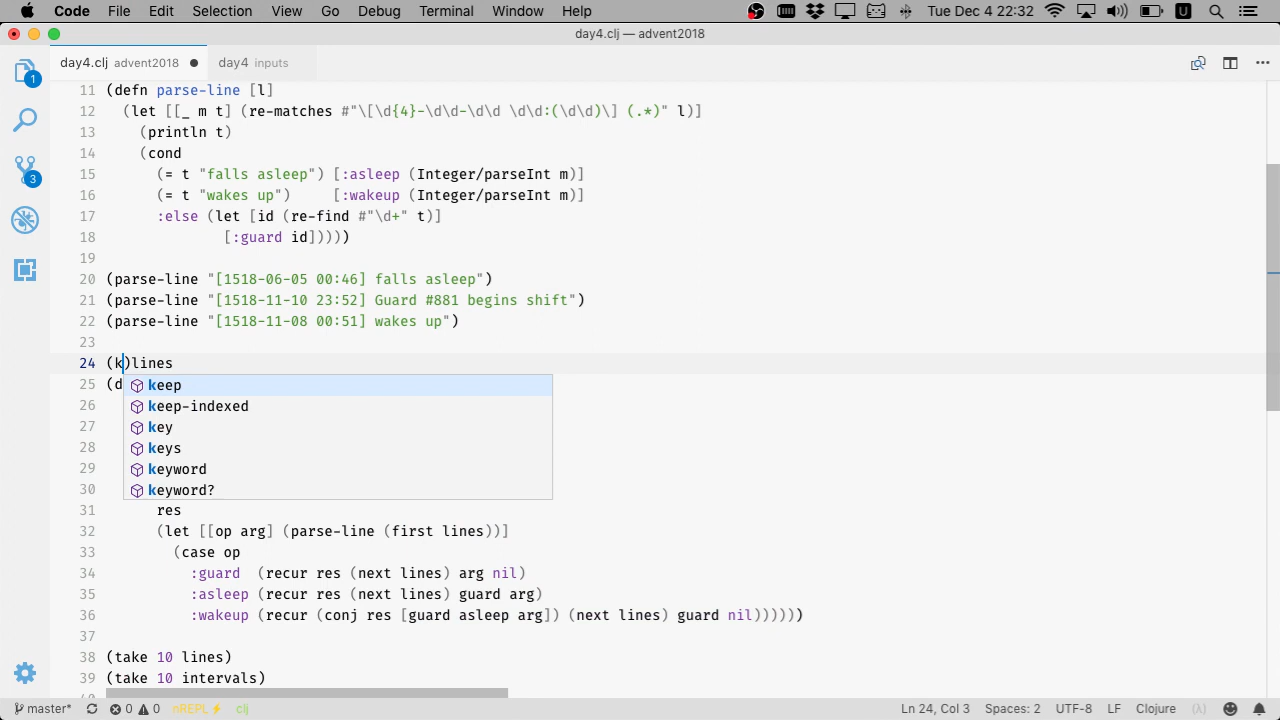 Code File Edit Selection View Go Debug Terminal Window Help Tue Dec 4 22:32 U
day4.clj — advent2018
day4.clj advent2018 ● day4 inputs
1
3
11 (defn parse-line [l]
12 (let [[_ m t] (re-matches #"\[\d{4}-\d\d-\d\d \d\d:(\d\d)\] (.*)" l)]
13 (println t)
14 (cond
15 (= t "falls asleep") [:asleep (Integer/parseInt m)]
16 (= t "wakes up") [:wakeup (Integer/parseInt m)]
17 :else (let [id (re-find #"\d+" t)]
18 [:guard id]))))
19
20 (parse-line "[1518-06-05 00:46] falls asleep")
21 (parse-line "[1518-11-10 23:52] Guard #881 begins shift")
22 (parse-line "[1518-11-08 00:51] wakes up")
23
24 (k)lines
25 (d
keep
26 keep-indexed
27 key
28 keys
29 keyword
30 keyword?
31 res
32 (let [[op arg] (parse-line (first lines))]
33 (case op
34 :guard (recur res (next lines) arg nil)
35 :asleep (recur res (next lines) guard arg)
36 :wakeup (recur (conj res [guard asleep arg]) (next lines) guard nil))))))
37
38 (take 10 lines)
39 (take 10 intervals)
master* 0 0 nREPL⚡ clj Ln 24, Col 3 Spaces: 2 UTF-8 LF Clojure (λ)